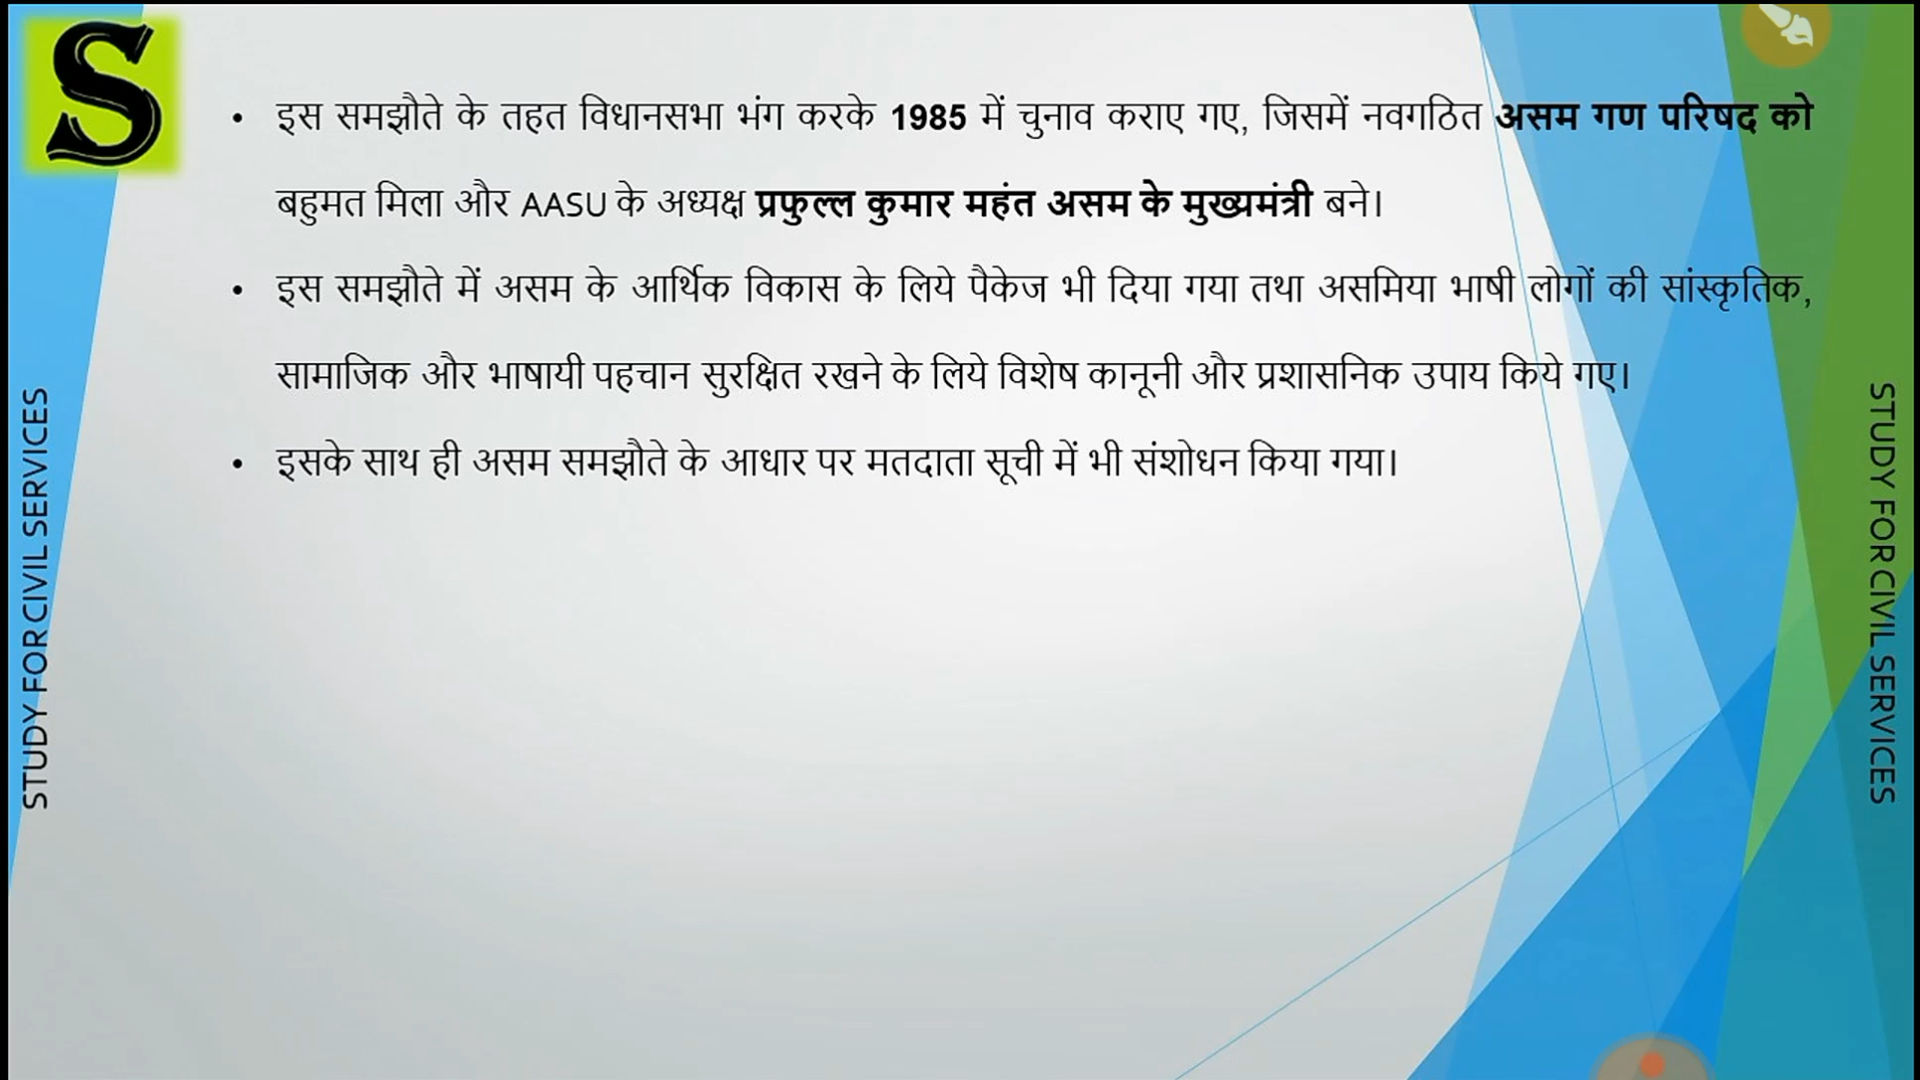 S
• इस समझौते के तहत विधानसभा भंग करके 1985 में चुनाव कराए गए, जिसमें नवगठित असम गण परिषद को
बहुमत मिला और AASU के अध्यक्ष प्रफुल्ल कुमार महंत असम के मुख्यमंत्री बने।
• इस समझौते में असम के आर्थिक विकास के लिये पैकेज भी दिया गया तथा असमिया भाषी लोगों की सांस्कृतिक,
सामाजिक और भाषायी पहचान सुरक्षित रखने के लिये विशेष कानूनी और प्रशासनिक उपाय किये गए।
• इसके साथ ही असम समझौते के आधार पर मतदाता सूची में भी संशोधन किया गया।
STUDY FOR CIVIL SERVICES
STUDY FOR CIVIL SERVICES